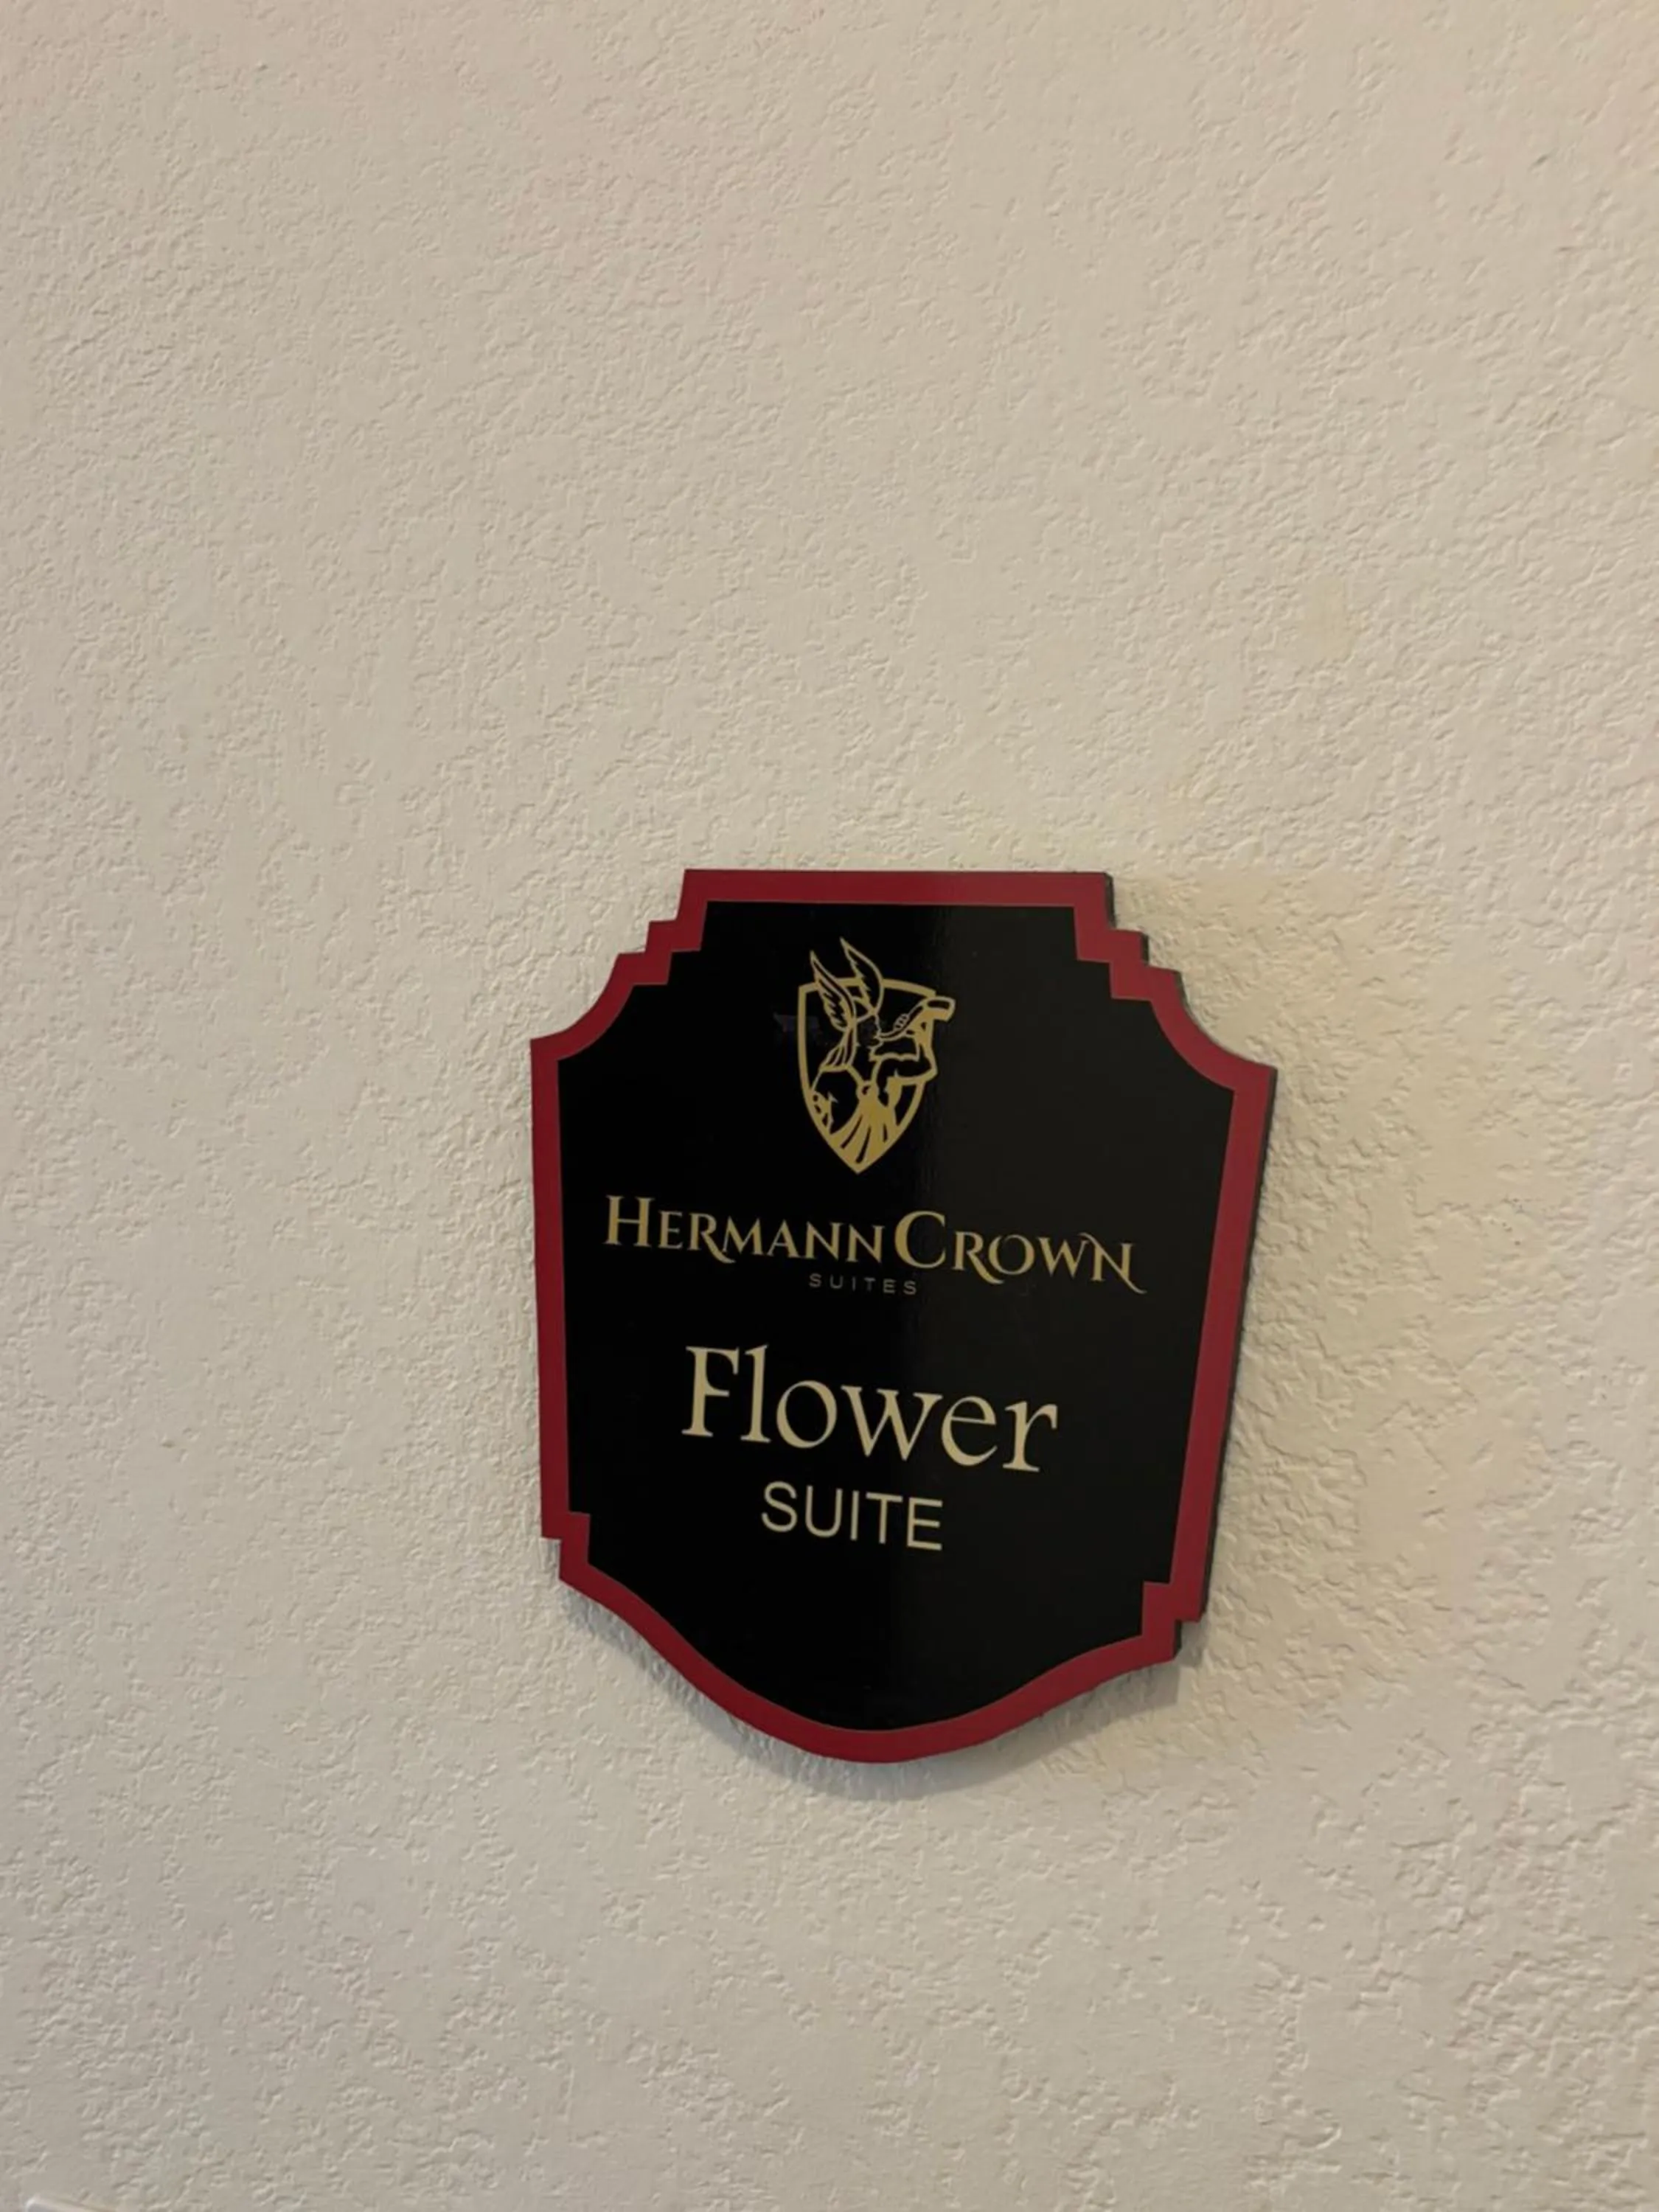 HERMANN CROWN
SUITES
Flower
SUITE